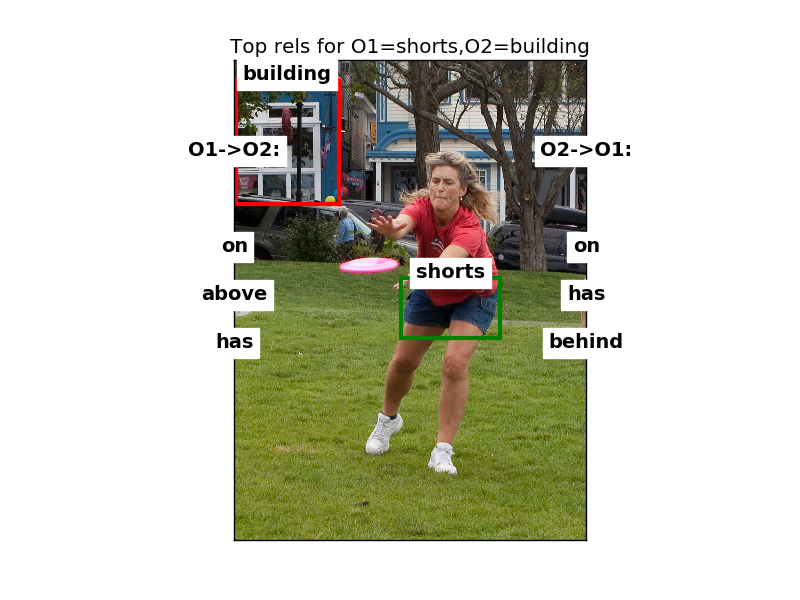 Top rels for O1=shorts,O2=building
building
O1->O2:
O2->O1:
on
on
shorts
above
has
has
behind